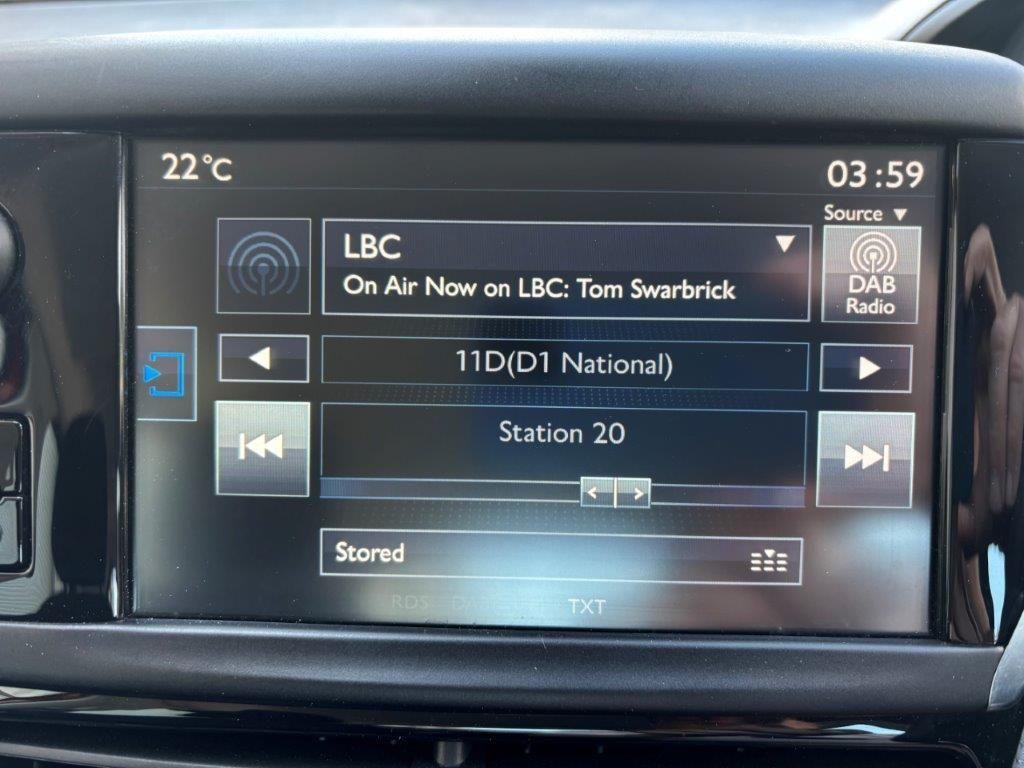 22°C
03:59
Source
LBC
On Air Now on LBC: Tom Swarbrick
DAB
Radio
11D(D1 National)
Station 20
Stored
RDS
TXT